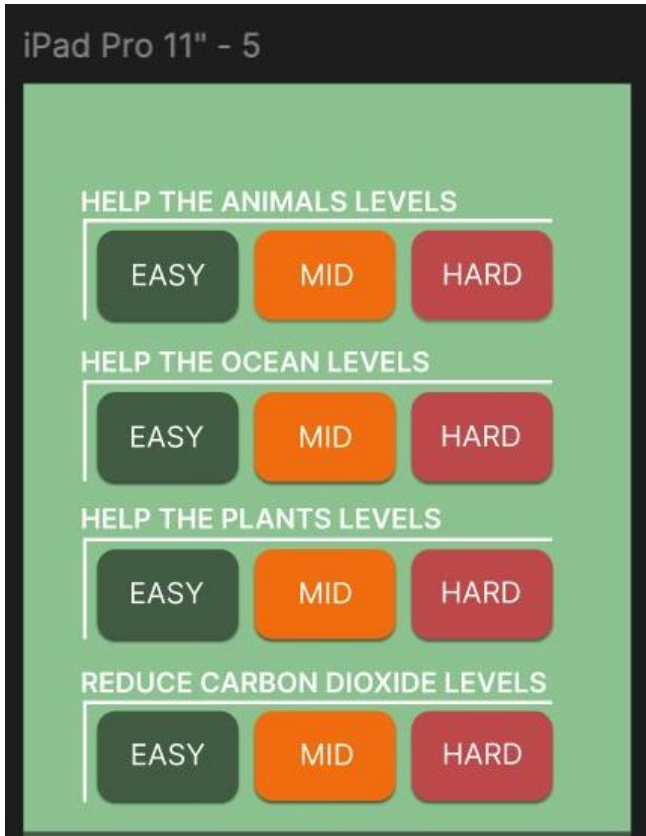 iPad Pro 11" - 5
HELP THE ANIMALS LEVELS
EASY MID HARD
HELP THE OCEAN LEVELS
EASY MID HARD
HELP THE PLANTS LEVELS
EASY MID HARD
REDUCE CARBON DIOXIDE LEVELS
EASY MID HARD